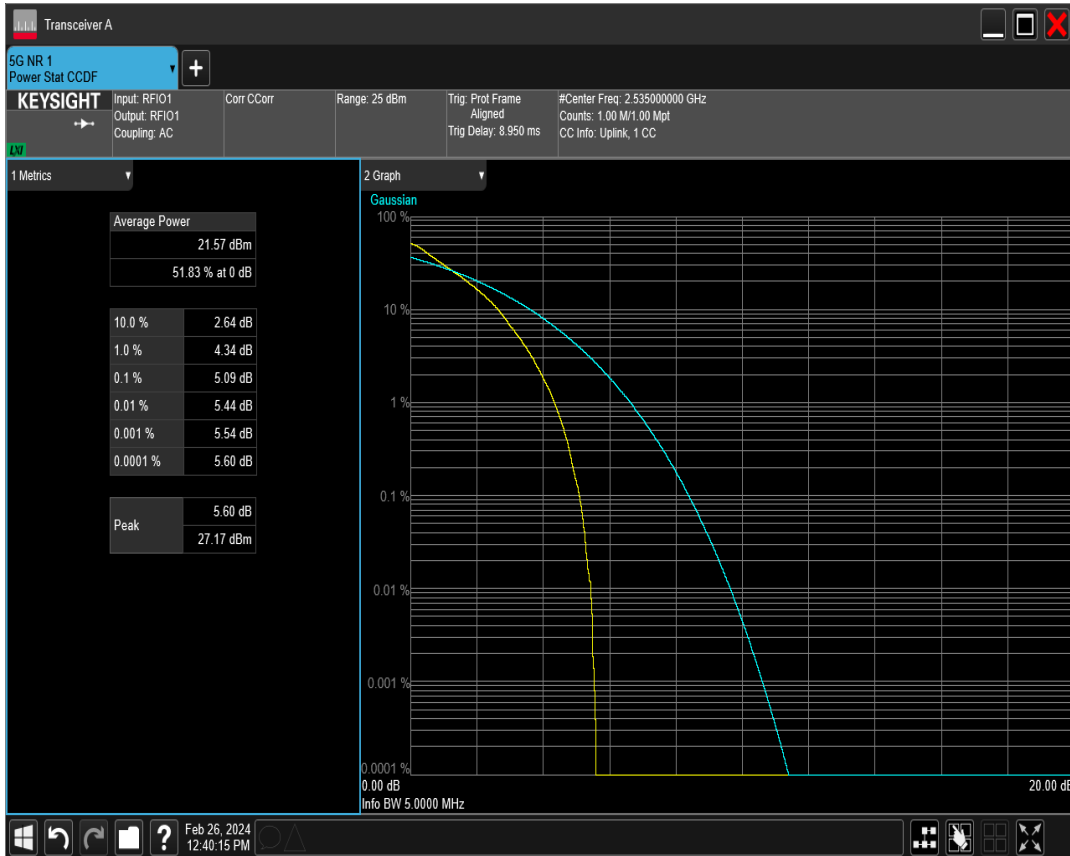 Transceiver A
5G NR 1
Power Stat CCDF
KEYSIGHT
LXI
Input: RFIO1
Output: RFIO1
Coupling: AC
Corr CCorr
Range: 25 dBm
Trig: Prot Frame
Aligned
Trig Delay: 8.950 ms
#Center Freq: 2.535000000 GHz
Counts: 1.00 M/1.00 Mpt
CC Info: Uplink, 1 CC
1 Metrics
Average Power
21.57 dBm
51.83 % at 0 dB
10.0 % 2.64 dB
1.0 % 4.34 dB
0.1 % 5.09 dB
0.01 % 5.44 dB
0.001 % 5.54 dB
0.0001 % 5.60 dB
Peak 5.60 dB
27.17 dBm
2 Graph
Gaussian
100 %
10 %
1 %
0.1 %
0.01 %
0.001 %
0.0001 %
0.00 dB 20.00 dB
Info BW 5.0000 MHz
?
Feb 26, 2024
12:40:15 PM